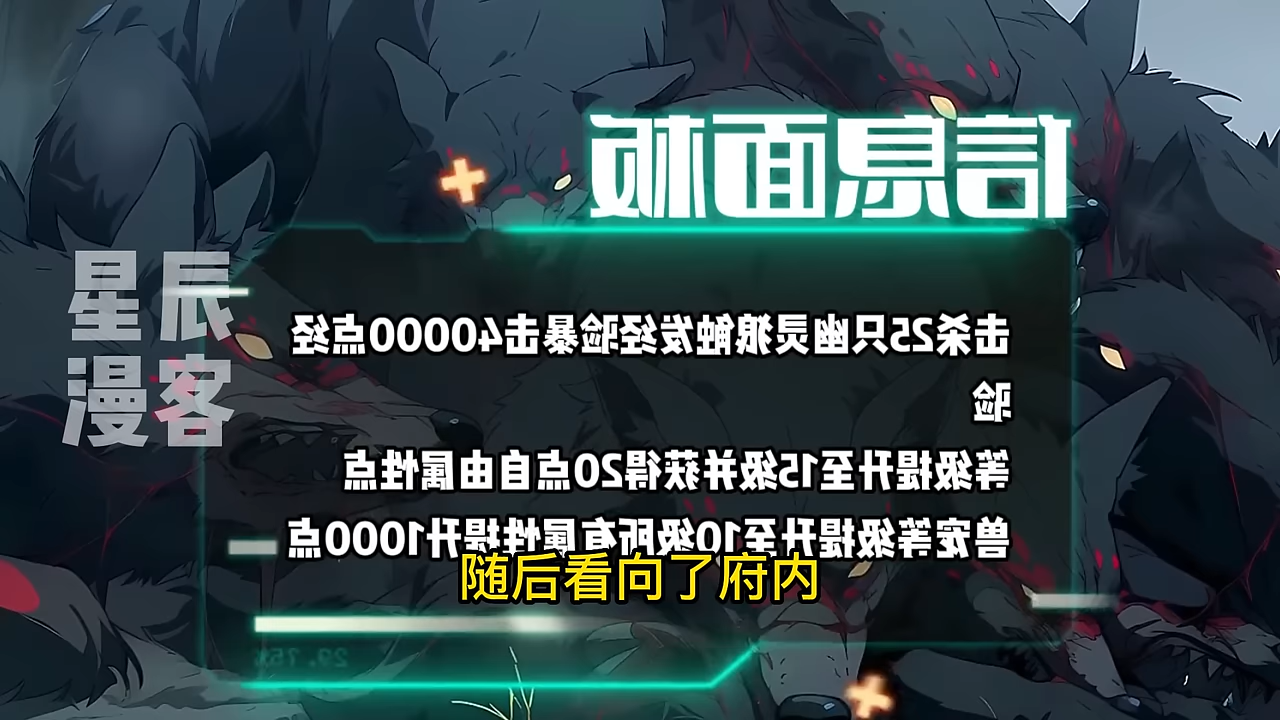 信息面板
星辰
漫客
击杀25只幽灵狼触发经验暴击40000点经
验
等级提升至15级并获得20点自由属性点
兽宠等级提升至10级所有属性提升1000点
随后看向了府内
29.75%